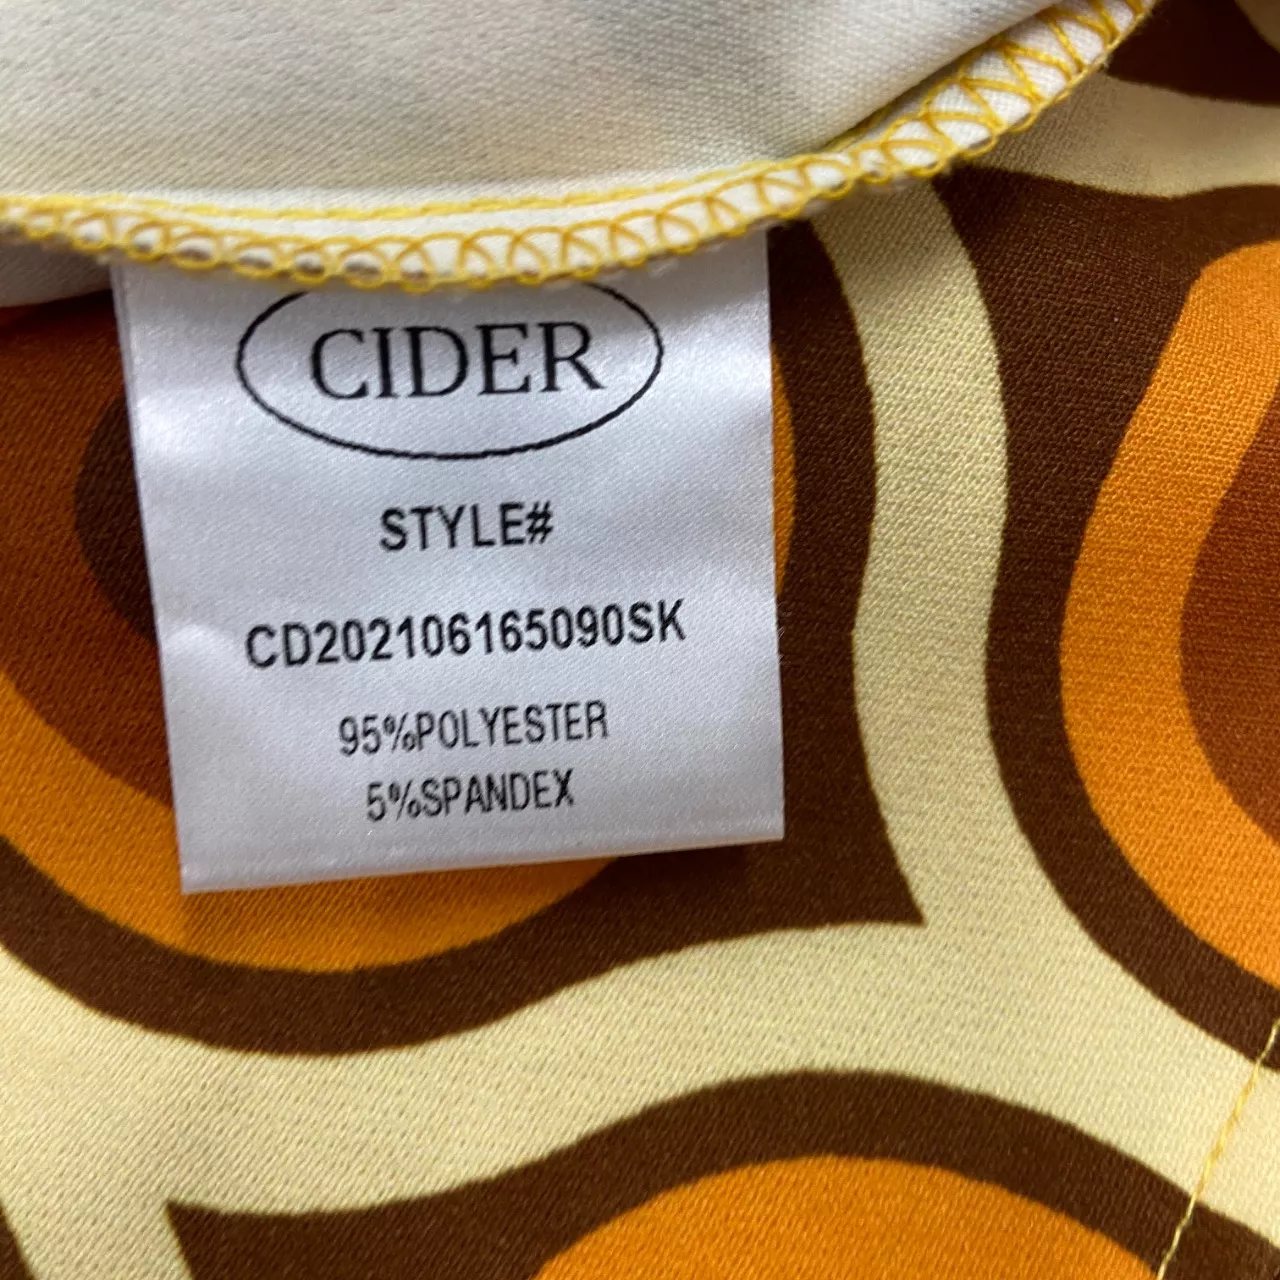 CIDER
STYLE#
CD202106165090SK
95%POLYESTER
5%SPANDEX